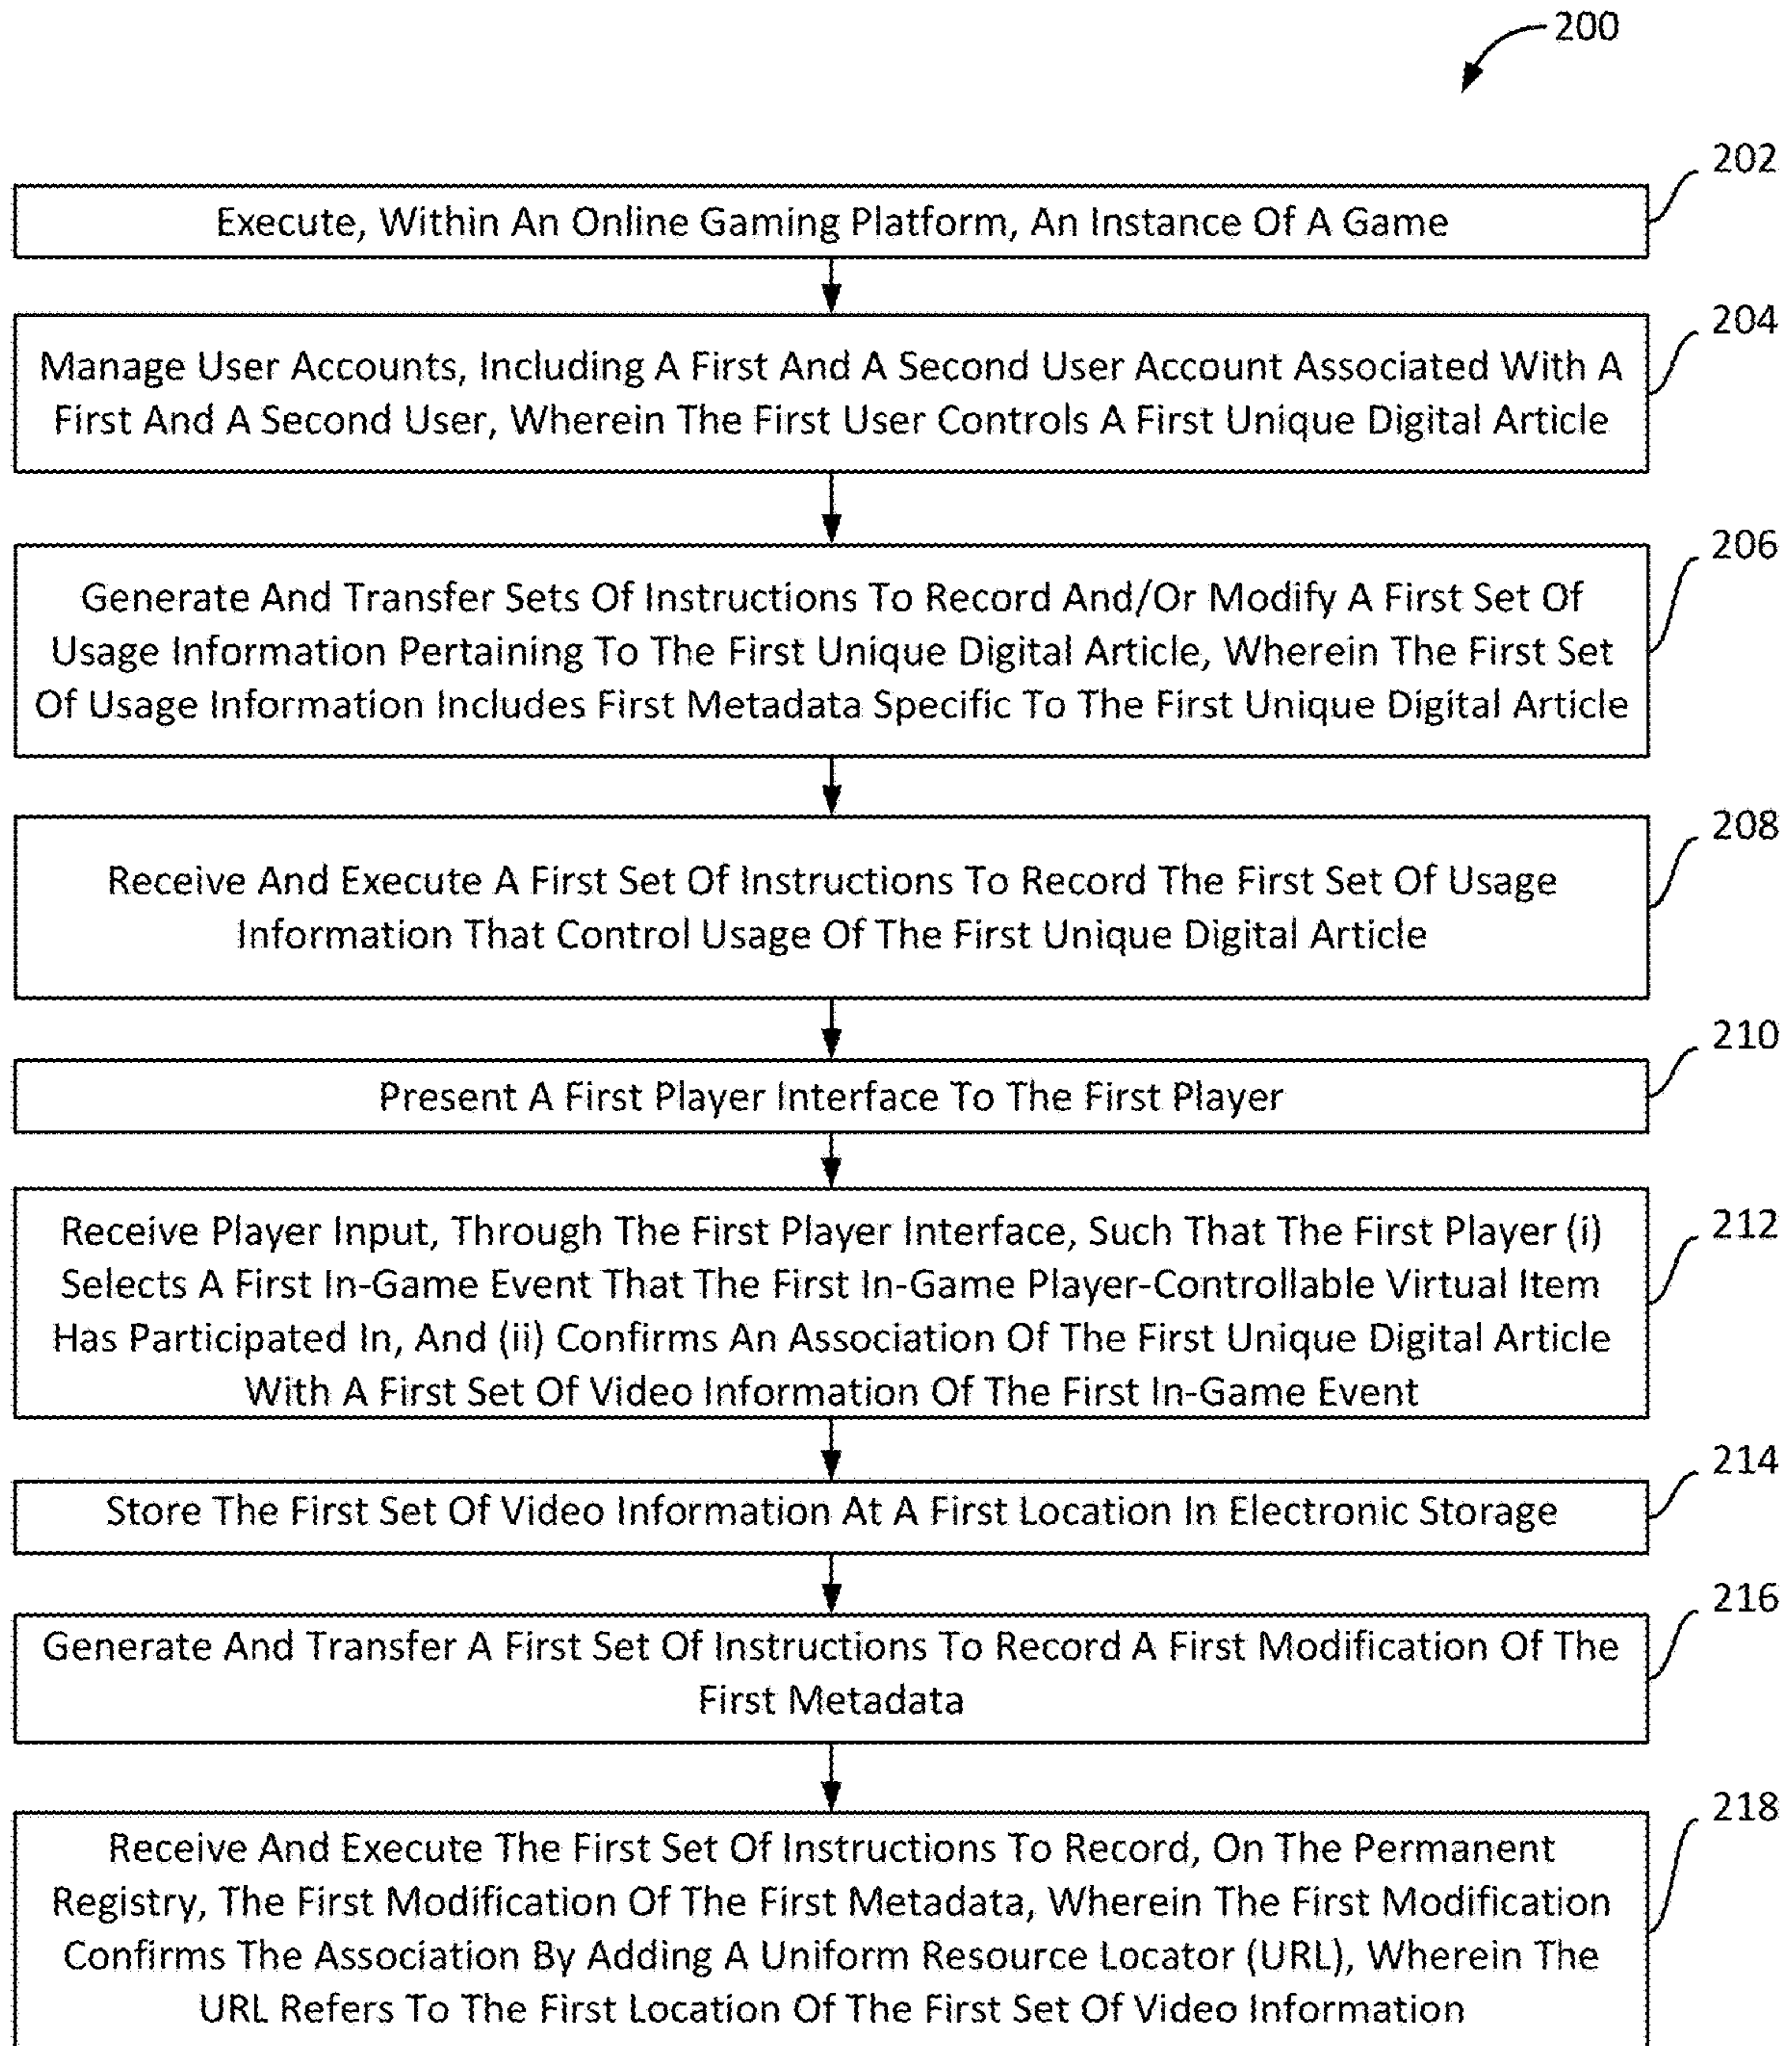 200
202
Execute, Within An Online Gaming Platform, An Instance Of A Game
204
Manage User Accounts, Including A First And A Second User Account Associated With A
First And A Second User, Wherein The First User Controls A First Unique Digital Article
206
Generate And Transfer Sets Of Instructions To Record And/Or Modify A First Set Of
Usage Information Pertaining To The First Unique Digital Article, Wherein The First Set
Of Usage Information Includes First Metadata Specific To The First Unique Digital Article
208
Receive And Execute A First Set Of Instructions To Record The First Set Of Usage
Information That Control Usage Of The First Unique Digital Article
210
Present A First Player Interface To The First Player
212
Receive Player Input, Through The First Player Interface, Such That The First Player (i)
Selects A First In-Game Event That The First In-Game Player-Controllable Virtual Item
Has Participated In, And (ii) Confirms An Association Of The First Unique Digital Article
With A First Set Of Video Information Of The First In-Game Event
214
Store The First Set Of Video Information At A First Location In Electronic Storage
216
Generate And Transfer A First Set Of Instructions To Record A First Modification Of The
First Metadata
218
Receive And Execute The First Set Of Instructions To Record, On The Permanent
Registry, The First Modification Of The First Metadata, Wherein The First Modification
Confirms The Association By Adding A Uniform Resource Locator (URL), Wherein The
URL Refers To The First Location Of The First Set Of Video Information